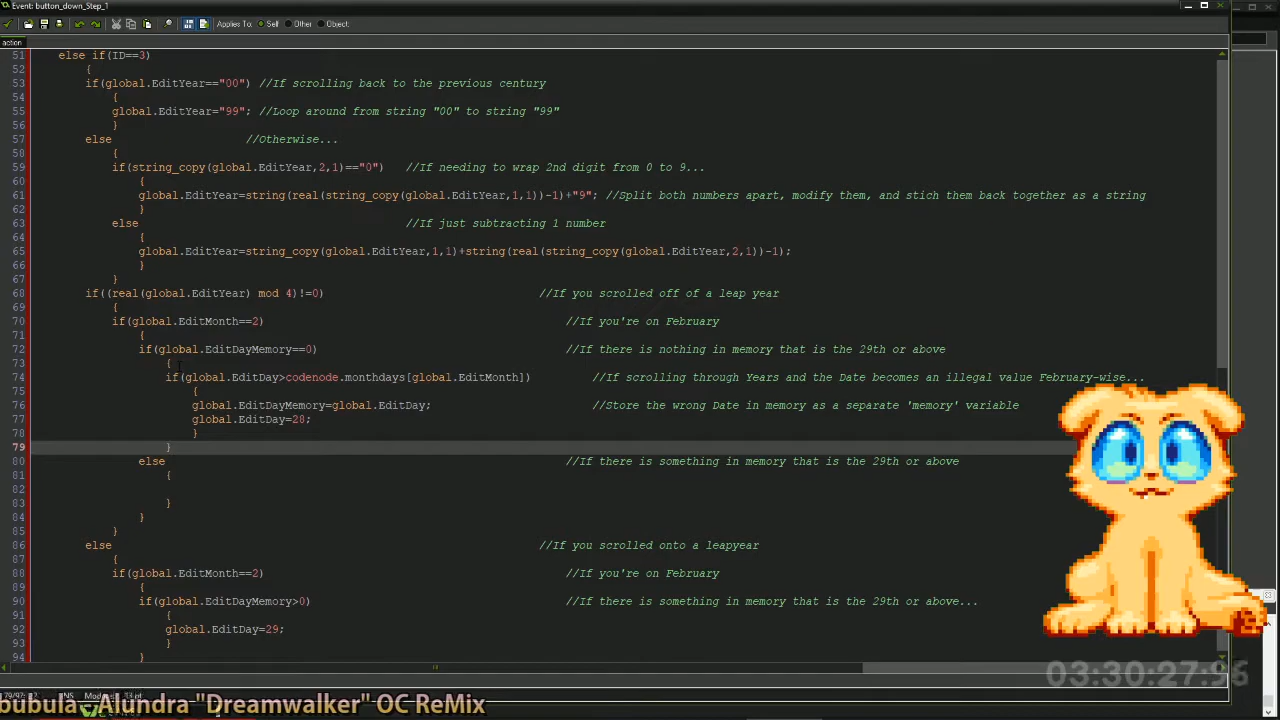 Event: button_down_Step_1
Applies To: Self Other Object:
action
51 else if(ID==3)
52 {
53 if(global.EditYear=="00") //If scrolling back to the previous century
54 {
55 global.EditYear="99"; //Loop around from string "00" to string "99"
56 }
57 else //Otherwise...
58 {
59 if(string_copy(global.EditYear,2,1)=="0") //If needing to wrap 2nd digit from 0 to 9...
60 {
61 global.EditYear=string(real(string_copy(global.EditYear,1,1))-1)+"9"; //Split both numbers apart, modify them, and stich them back together as a string
62 }
63 else //If just subtracting 1 number
64 {
65 global.EditYear=string_copy(global.EditYear,1,1)+string(real(string_copy(global.EditYear,2,1))-1);
66 }
67 }
68 if((real(global.EditYear) mod 4)!=0) //If you scrolled off of a leap year
69 {
70 if(global.EditMonth==2) //If you're on February
71 {
72 if(global.EditDayMemory==0) //If there is nothing in memory that is the 29th or above
73 {
74 if(global.EditDay>codenode.monthdays[global.EditMonth]) //If scrolling through Years and the Date becomes an illegal value February-wise...
75 {
76 global.EditDayMemory=global.EditDay; //Store the wrong Date in memory as a separate 'memory' variable
77 global.EditDay=28;
78 }
79 }
80 else //If there is something in memory that is the 29th or above
81 {
82
83 }
84 }
85 }
86 else //If you scrolled onto a leapyear
87 {
88 if(global.EditMonth==2) //If you're on February
89 {
90 if(global.EditDayMemory>0) //If there is something in memory that is the 29th or above...
91 {
92 global.EditDay=29;
93 }
94 }
03:30:27:96
bubula - Alundra "Dreamwalker" OC ReMix